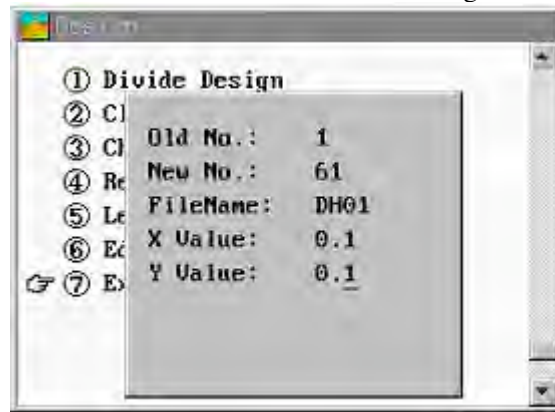 Design
① Divide Design
② Cl
③ Ch
④ Re
⑤ Le
⑥ Ed
⑦ Ex
Old No.: 1
New No.: 61
FileName: DH01
X Value: 0.1
Y Value: 0.1